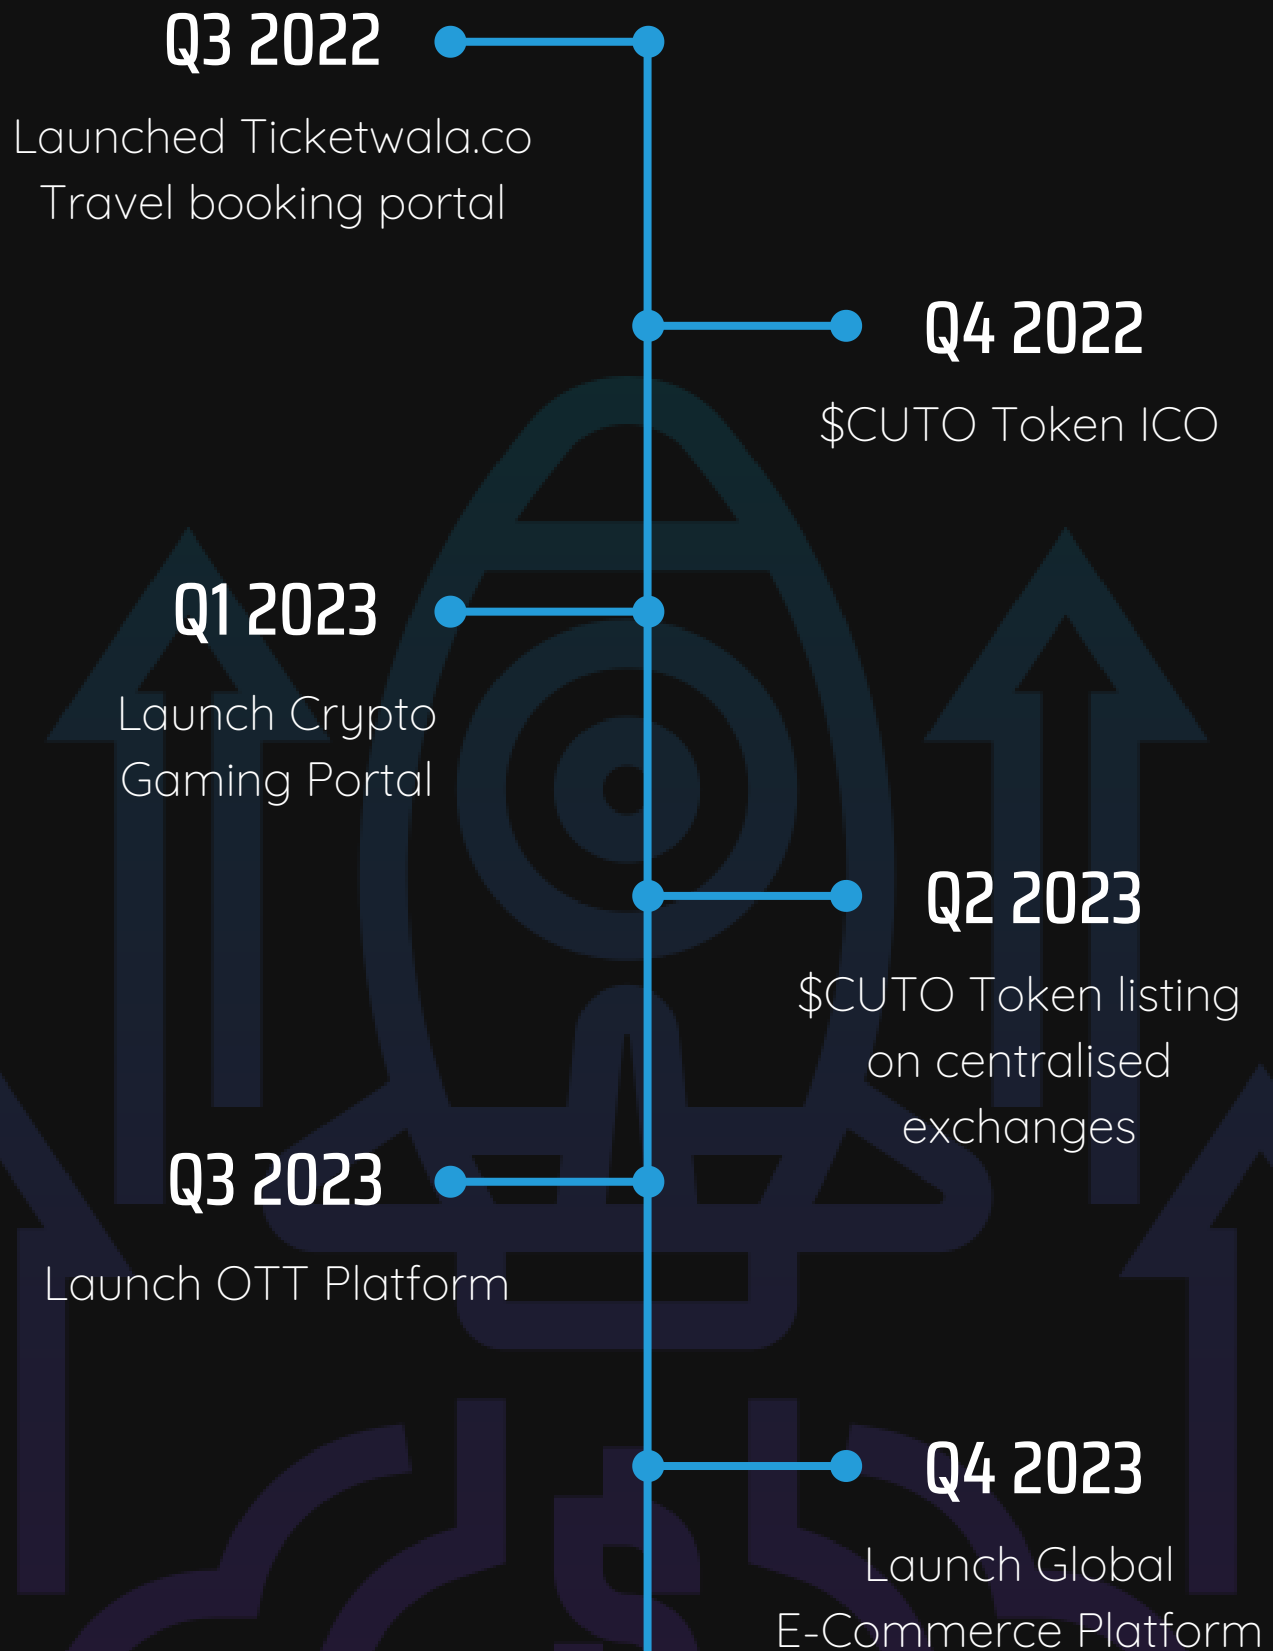 Q3 2022
Launched Ticketwala.co
Travel booking portal
Q4 2022
$CUTO Token ICO
Q1 2023
Launch Crypto
Gaming Portal
Q2 2023
$CUTO Token listing
on centralised
exchanges
Q3 2023
Launch OTT Platform
Q4 2023
Launch Global
E-Commerce Platform